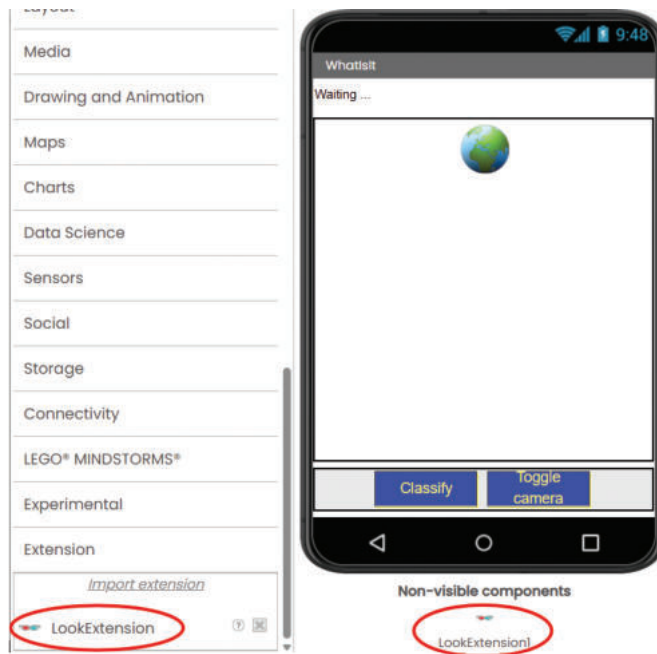 Layout
Media
Drawing and Animation
Maps
Charts
Data Science
Sensors
Social
Storage
Connectivity
LEGO® MINDSTORMS®
Experimental
Extension
Import extension
LookExtension
?
9:48
WhatIsIt
Waiting ...
Classify
Toggle
camera
Non-visible components
LookExtension1